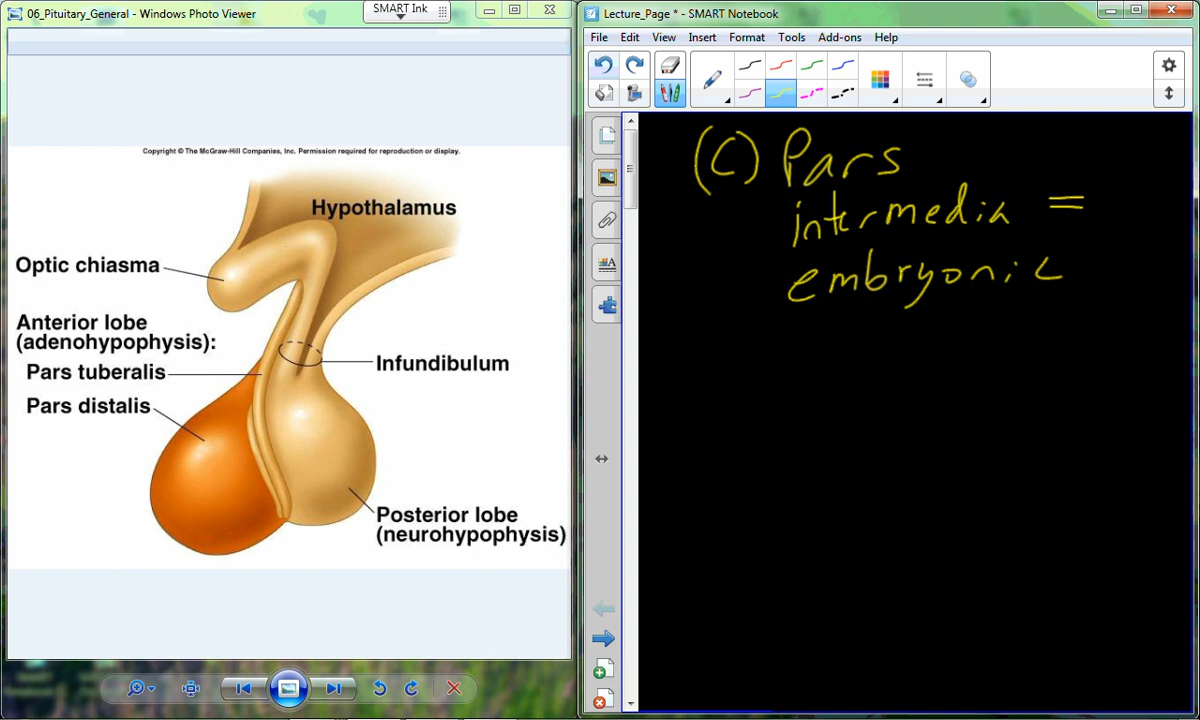 06_Pituitary_General - Windows Photo Viewer
SMART Ink
Copyright © The McGraw-Hill Companies, Inc. Permission required for reproduction or display.
Hypothalamus
Optic chiasma
Anterior lobe
(adenohypophysis):
Pars tuberalis
Pars distalis
Infundibulum
Posterior lobe
(neurohypophysis)
Lecture_Page * - SMART Notebook
File Edit View Insert Format Tools Add-ons Help
(C) Pars
intermedia =
embryonic